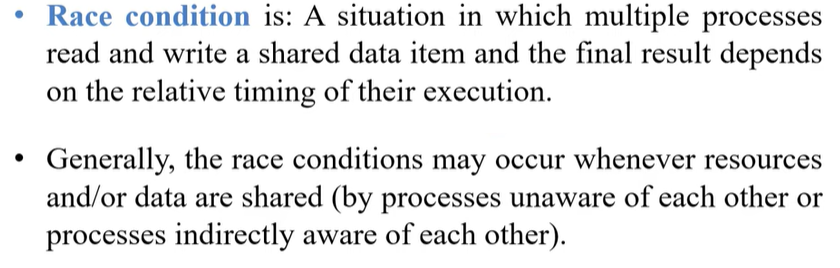 • Race condition is: A situation in which multiple processes
read and write a shared data item and the final result depends
on the relative timing of their execution.
• Generally, the race conditions may occur whenever resources
and/or data are shared (by processes unaware of each other or
processes indirectly aware of each other).